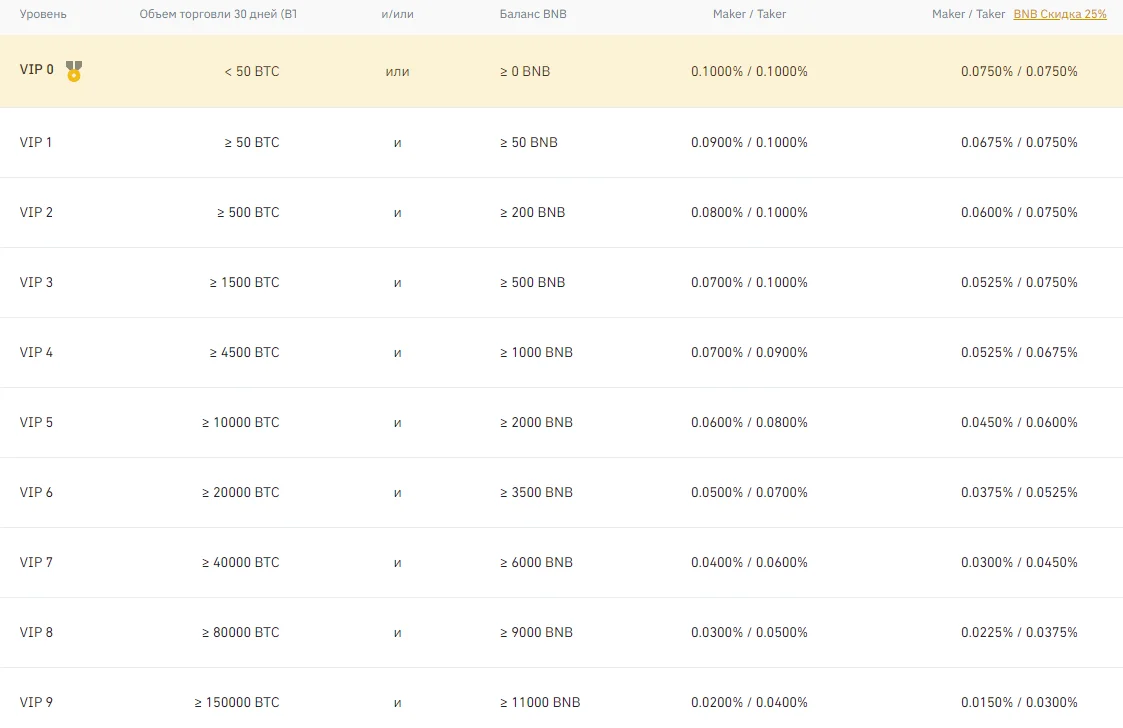 Уровень Объем торговли 30 дней (BT и/или Баланс BNB Maker / Taker Maker / Taker BNB Скидка 25%
VIP 0 < 50 BTC или ≥ 0 BNB 0.1000% / 0.1000% 0.0750% / 0.0750%
VIP 1 ≥ 50 BTC и ≥ 50 BNB 0.0900% / 0.1000% 0.0675% / 0.0750%
VIP 2 ≥ 500 BTC и ≥ 200 BNB 0.0800% / 0.1000% 0.0600% / 0.0750%
VIP 3 ≥ 1500 BTC и ≥ 500 BNB 0.0700% / 0.1000% 0.0525% / 0.0750%
VIP 4 ≥ 4500 BTC и ≥ 1000 BNB 0.0700% / 0.0900% 0.0525% / 0.0675%
VIP 5 ≥ 10000 BTC и ≥ 2000 BNB 0.0600% / 0.0800% 0.0450% / 0.0600%
VIP 6 ≥ 20000 BTC и ≥ 3500 BNB 0.0500% / 0.0700% 0.0375% / 0.0525%
VIP 7 ≥ 40000 BTC и ≥ 6000 BNB 0.0400% / 0.0600% 0.0300% / 0.0450%
VIP 8 ≥ 80000 BTC и ≥ 9000 BNB 0.0300% / 0.0500% 0.0225% / 0.0375%
VIP 9 ≥ 150000 BTC и ≥ 11000 BNB 0.0200% / 0.0400% 0.0150% / 0.0300%